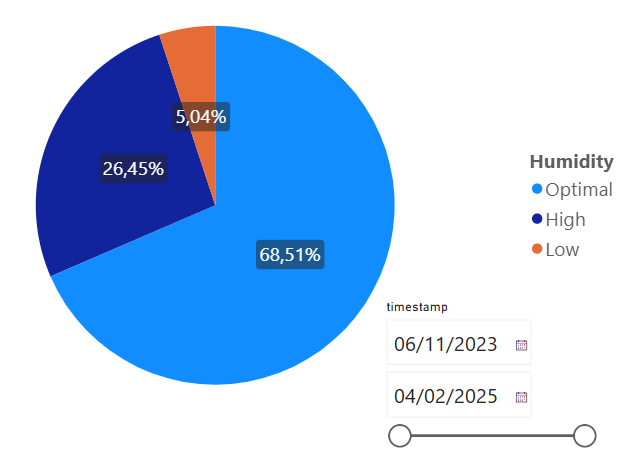 5,04%
26,45%
68,51%
Humidity
Optimal
High
Low
timestamp
06/11/2023
04/02/2025